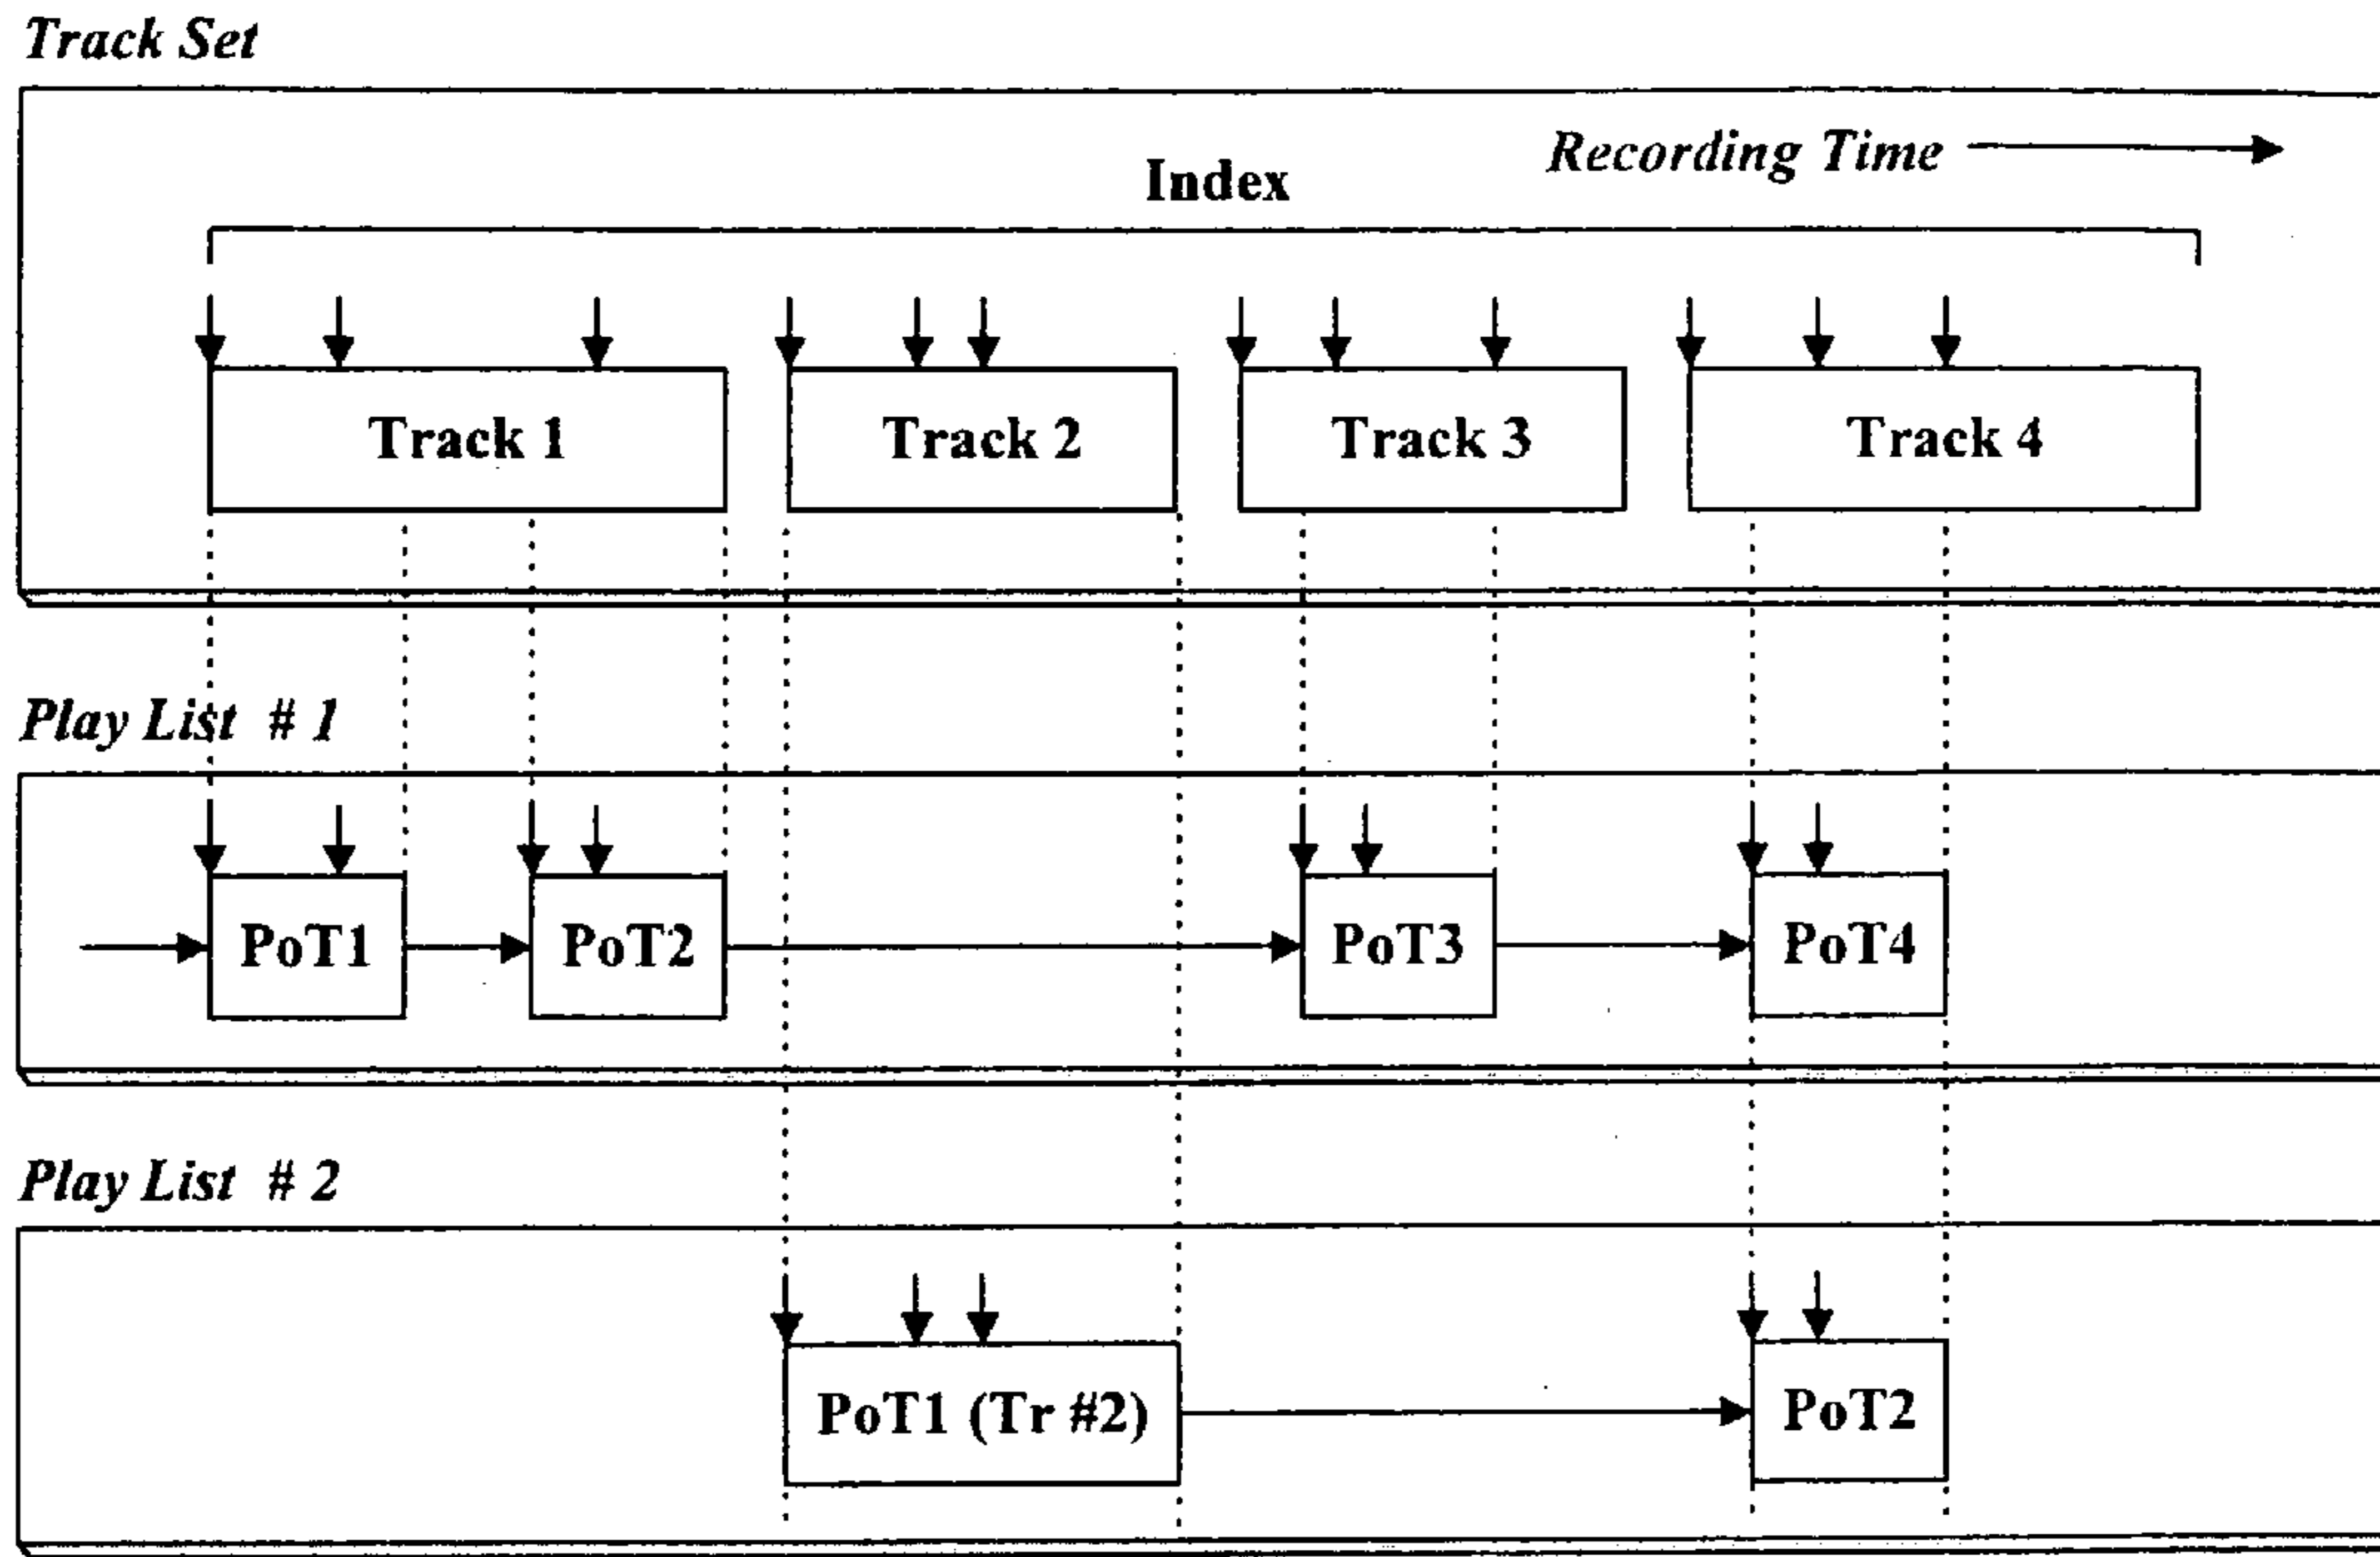 Track Set
Recording Time
Index
Track 1 Track 2 Track 3 Track 4
Play List # 1
PoT1 PoT2 PoT3 PoT4
Play List # 2
PoT1 (Tr #2) PoT2